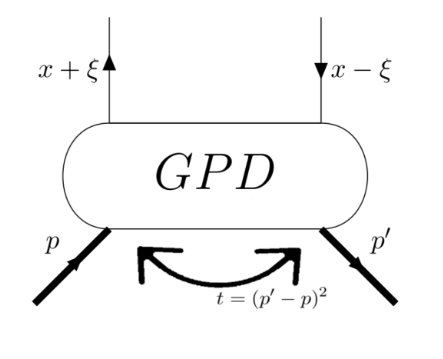 x + ξ
x − ξ
GPD
p
p′
t = (p′ − p)²